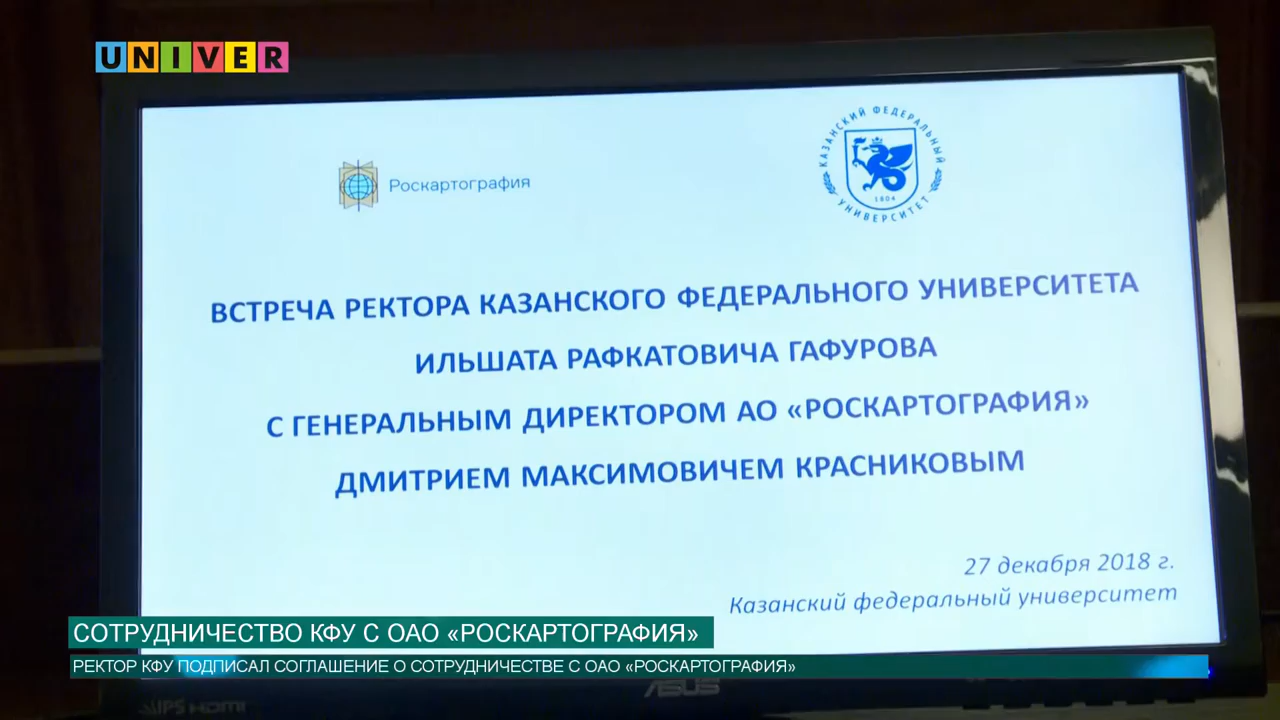 UNIVER
Роскартография
КАЗАНСКИЙ ФЕДЕРАЛЬНЫЙ
УНИВЕРСИТЕТ
1804
ВСТРЕЧА РЕКТОРА КАЗАНСКОГО ФЕДЕРАЛЬНОГО УНИВЕРСИТЕТА
ИЛЬШАТА РАФКАТОВИЧА ГАФУРОВА
С ГЕНЕРАЛЬНЫМ ДИРЕКТОРОМ АО «РОСКАРТОГРАФИЯ»
ДМИТРИЕМ МАКСИМОВИЧЕМ КРАСНИКОВЫМ
27 декабря 2018 г.
Казанский федеральный университет
СОТРУДНИЧЕСТВО КФУ С ОАО «РОСКАРТОГРАФИЯ»
РЕКТОР КФУ ПОДПИСАЛ СОГЛАШЕНИЕ О СОТРУДНИЧЕСТВЕ С ОАО «РОСКАРТОГРАФИЯ»
ASUS
IPS HDMI